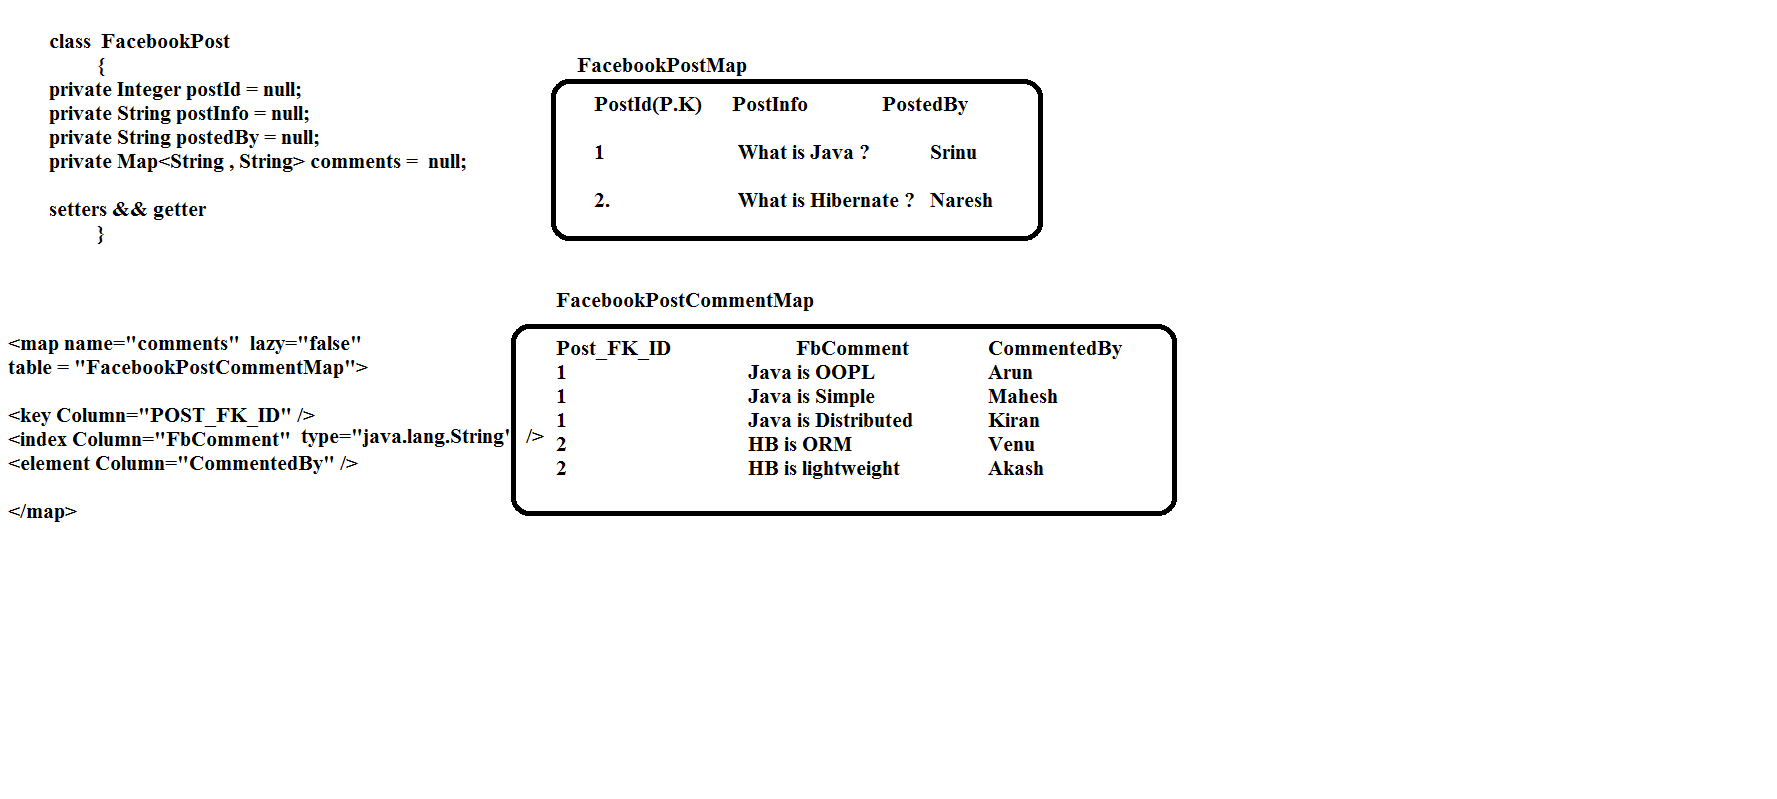 class  FacebookPost
{
private Integer postId = null;
private String postInfo = null;
private String postedBy = null;
private Map<String , String> comments =  null;
setters && getter
}
FacebookPostMap
PostId(P.K) PostInfo PostedBy
1 What is Java ? Srinu
2. What is Hibernate ? Naresh
<map name="comments"  lazy="false"
table = "FacebookPostCommentMap">
<key Column="POST_FK_ID" />
<index Column="FbComment"  type="java.lang.String" />
<element Column="CommentedBy" />
</map>
FacebookPostCommentMap
Post_FK_ID FbComment CommentedBy
1 Java is OOPL Arun
1 Java is Simple Mahesh
1 Java is Distributed Kiran
2 HB is ORM Venu
2 HB is lightweight Akash